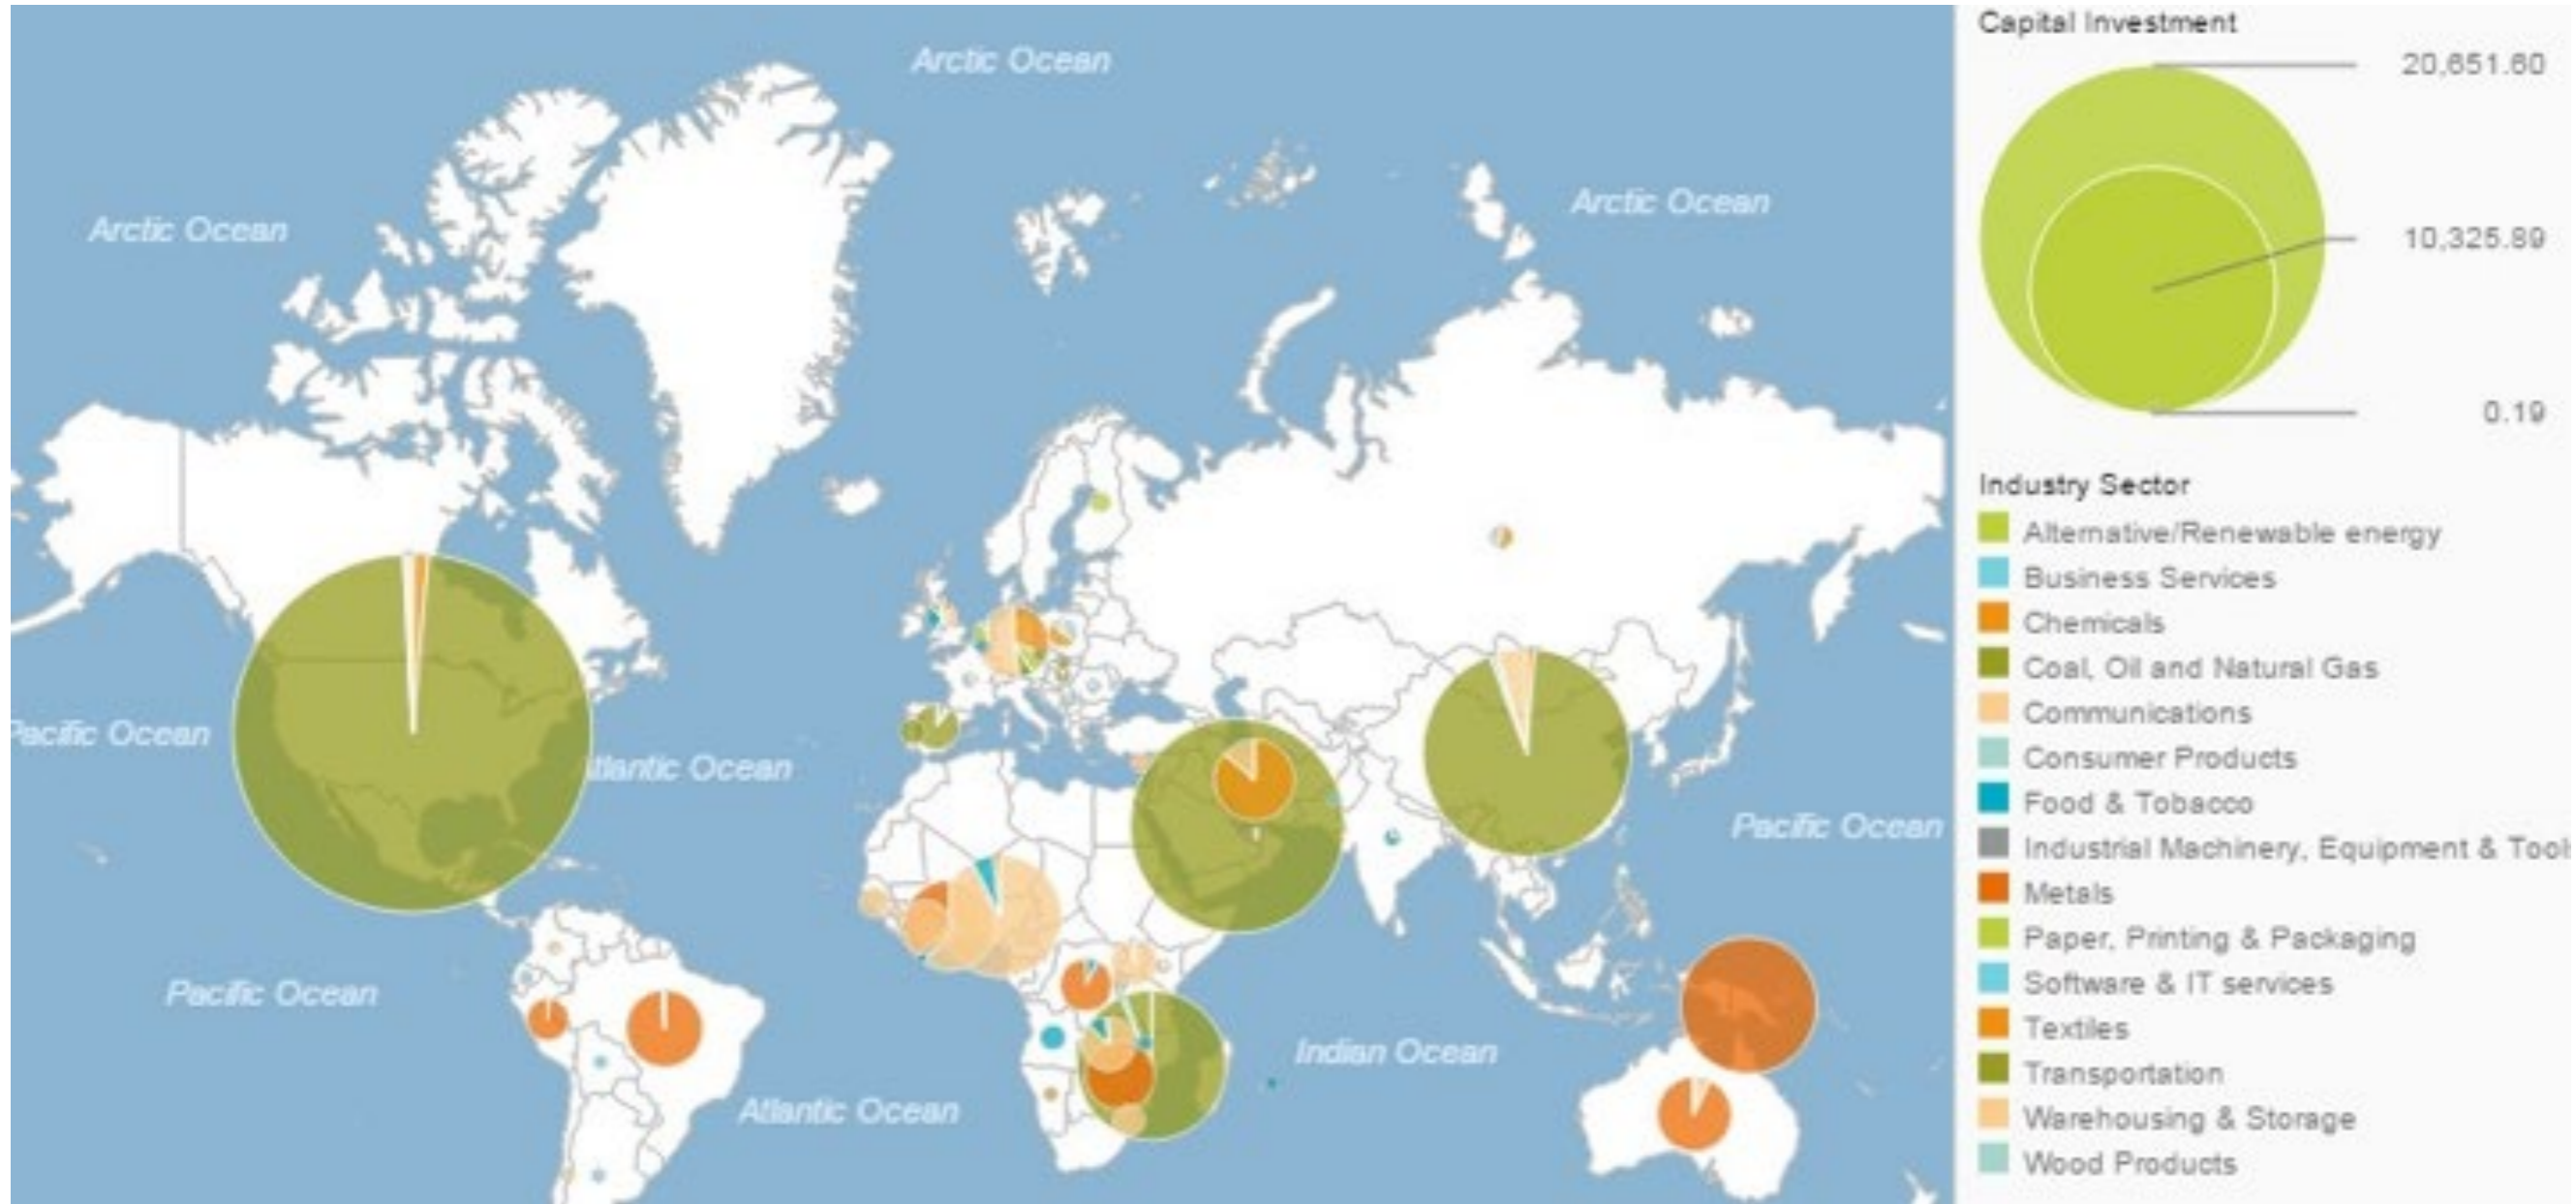 Arctic Ocean
Arctic Ocean
Arctic Ocean
Pacific Ocean
tlantic Ocean
Pacific Ocean
Pacific Ocean
Indian Ocean
Atlantic Ocean
Capital Investment
20,651.60
10,325.89
0.19
Industry Sector
Alternative/Renewable energy
Business Services
Chemicals
Coal, Oil and Natural Gas
Communications
Consumer Products
Food & Tobacco
Industrial Machinery, Equipment & Tool
Metals
Paper, Printing & Packaging
Software & IT services
Textiles
Transportation
Warehousing & Storage
Wood Products